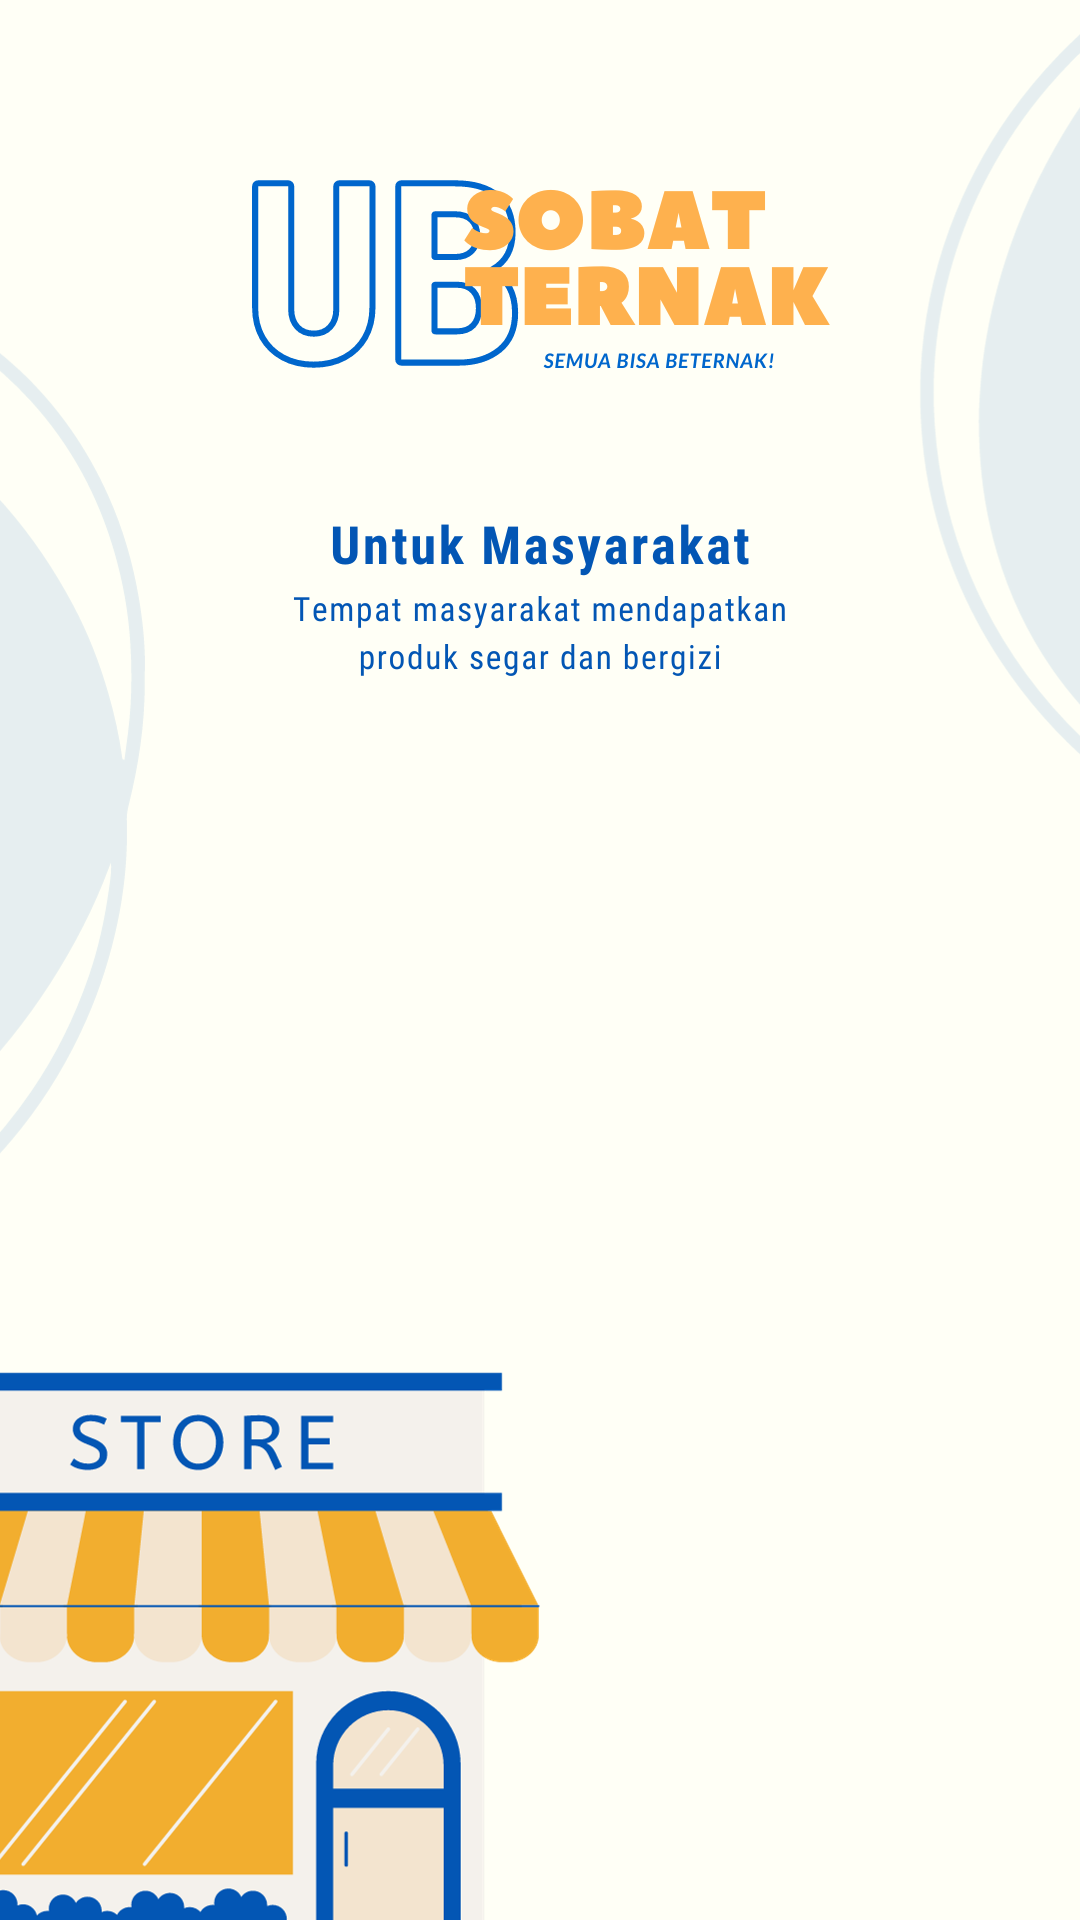 UB SOBAT
TERNAK
SEMUA BISA BETERNAK!
Untuk Masyarakat
Tempat masyarakat mendapatkan
produk segar dan bergizi
STORE